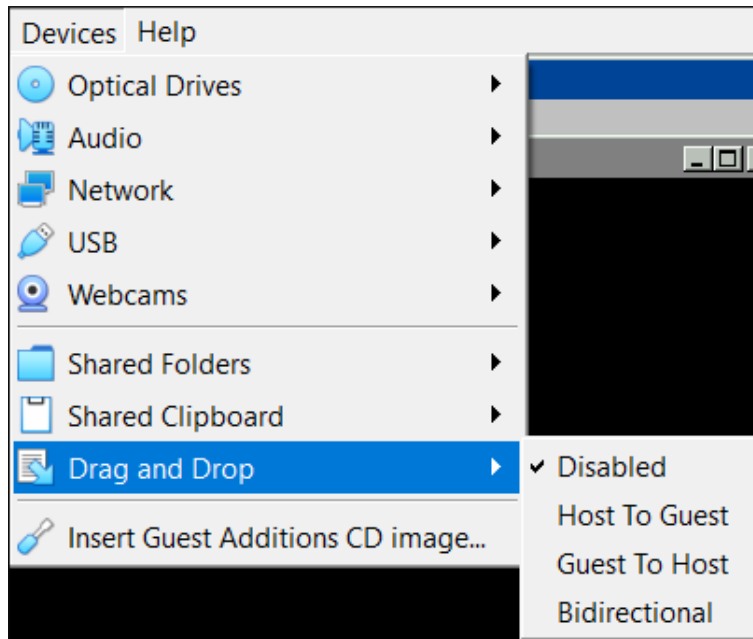 Devices Help
Optical Drives
Audio
Network
USB
Webcams
Shared Folders
Shared Clipboard
Drag and Drop
Disabled
Host To Guest
Guest To Host
Bidirectional
Insert Guest Additions CD image...